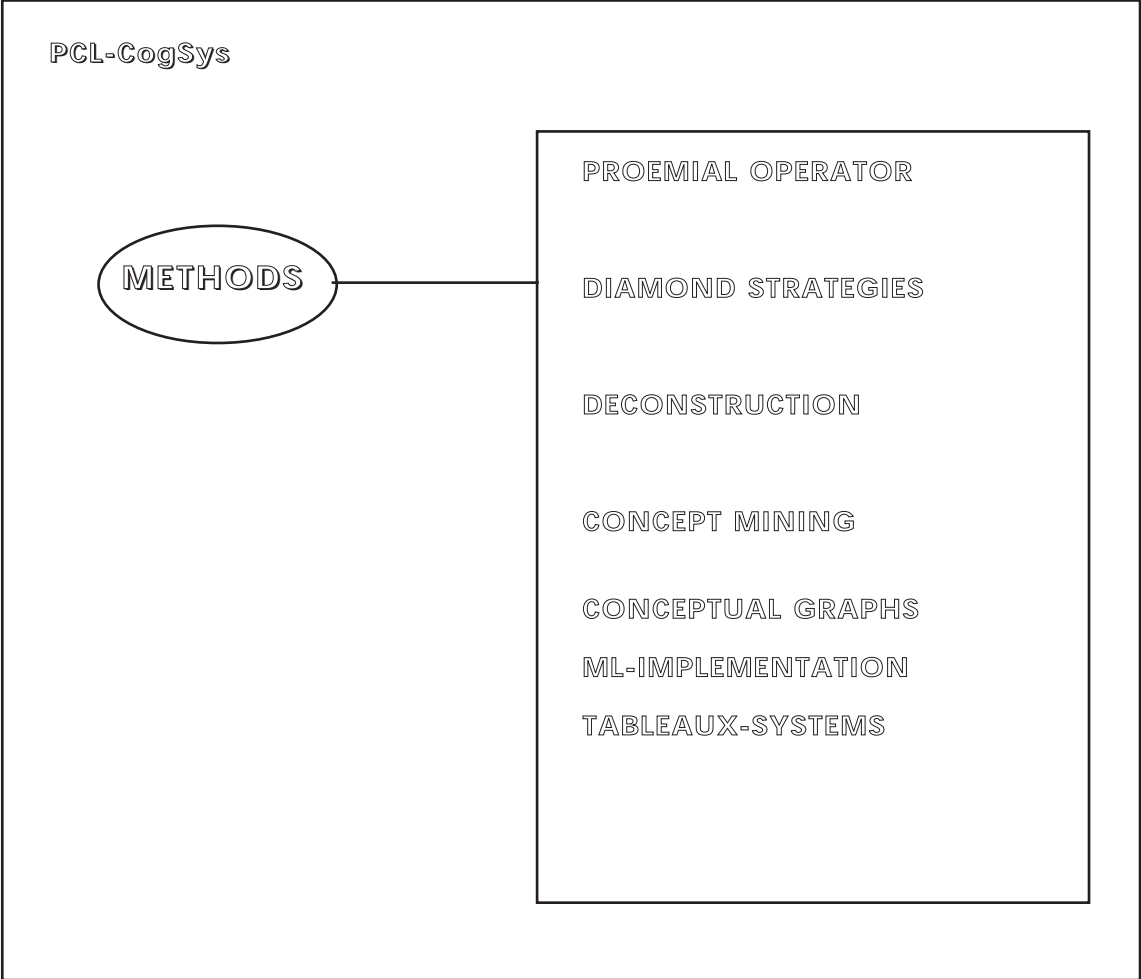 PCL-CogSys
METHODS
PROEMIAL OPERATOR
DIAMOND STRATEGIES
DECONSTRUCTION
CONCEPT MINING
CONCEPTUAL GRAPHS
ML-IMPLEMENTATION
TABLEAUX-SYSTEMS